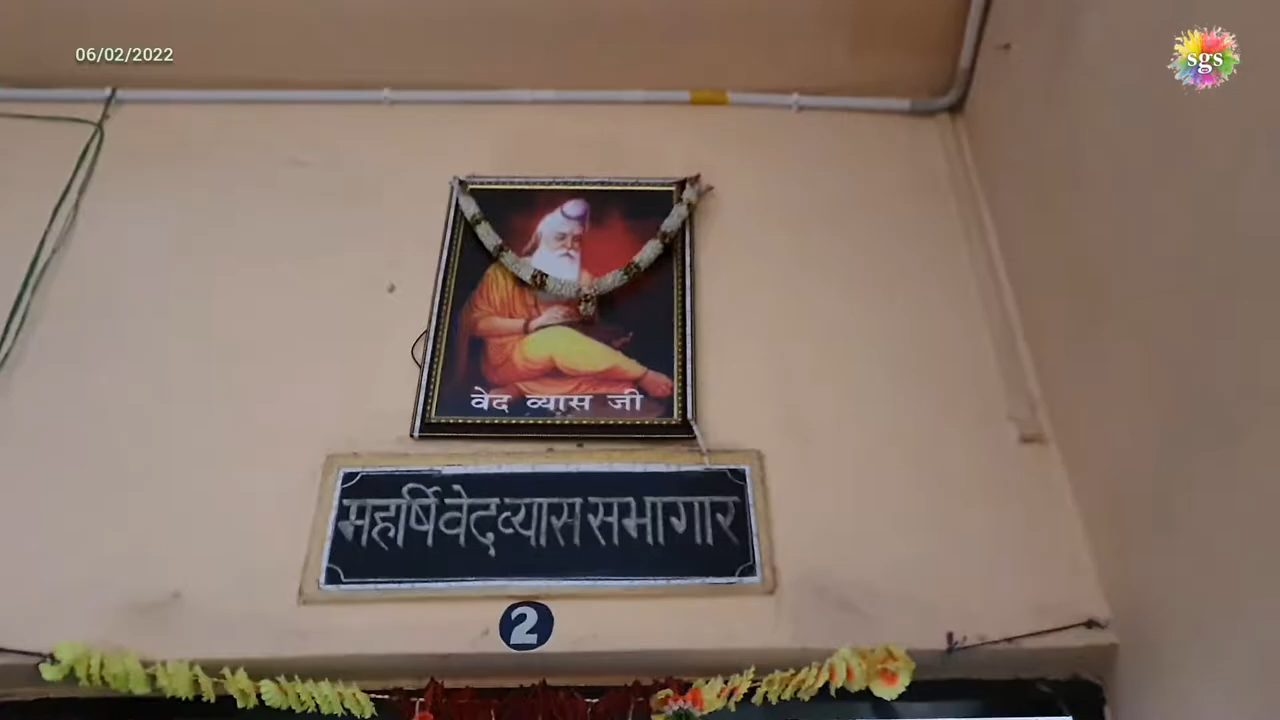 06/02/2022
sgs
वेद व्यास जी
महर्षि वेदव्यास सभागार
2